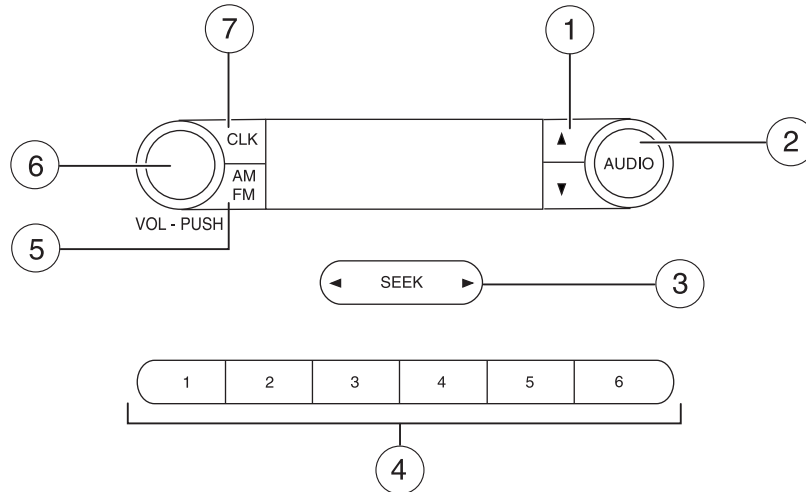 7
1
CLK
▲
6
AUDIO
2
AM
FM
▼
VOL - PUSH
5
◄ SEEK ►
3
1 2 3 4 5 6
4